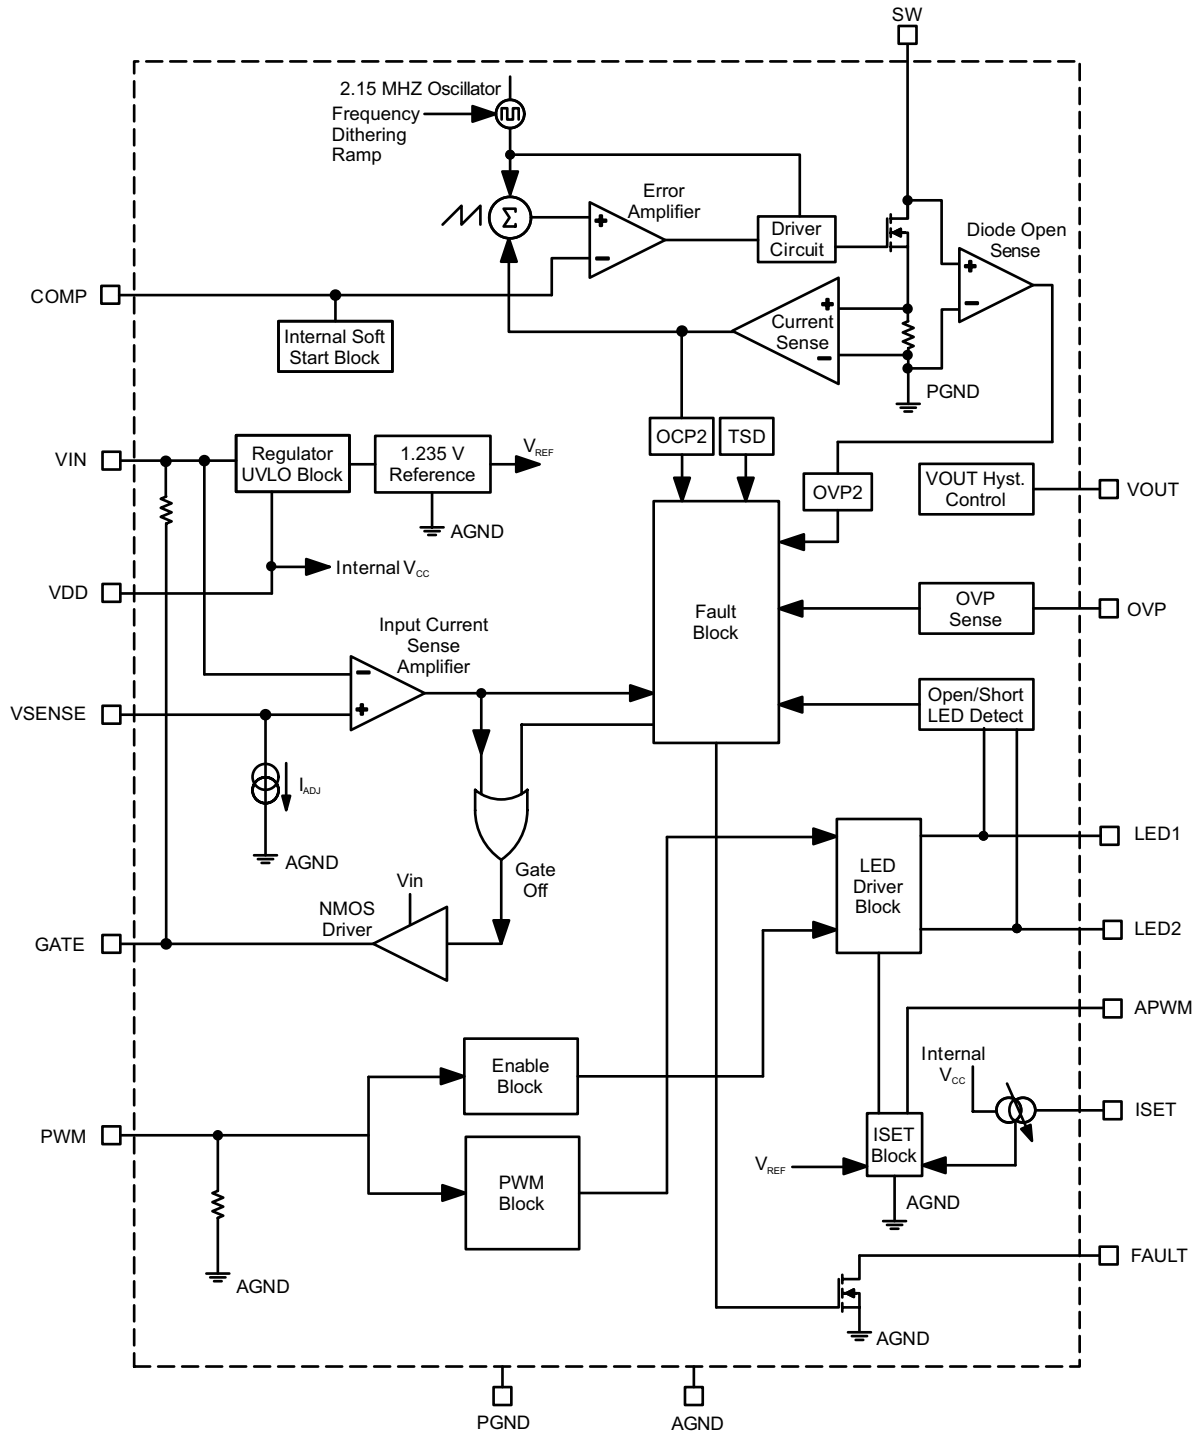 SW
2.15 MHZ Oscillator
Frequency
Dithering
Ramp
Σ
+
−
Error
Amplifier
Driver
Circuit
Diode Open
Sense
+
−
COMP
Internal Soft
Start Block
+
Current
Sense
−
PGND
OCP2
TSD
VIN
Regulator
UVLO Block
1.235 V
Reference
VREF
AGND
OVP2
VOUT Hyst.
Control
VOUT
Internal VCC
VDD
Fault
Block
OVP
Sense
OVP
Input Current
Sense
Amplifier
−
+
VSENSE
Open/Short
LED Detect
IADJ
AGND
Gate
Off
LED
Driver
Block
LED1
LED2
Vin
NMOS
Driver
GATE
APWM
Enable
Block
Internal
VCC
ISET
PWM
PWM
Block
ISET
Block
VREF
AGND
AGND
FAULT
AGND
PGND
AGND